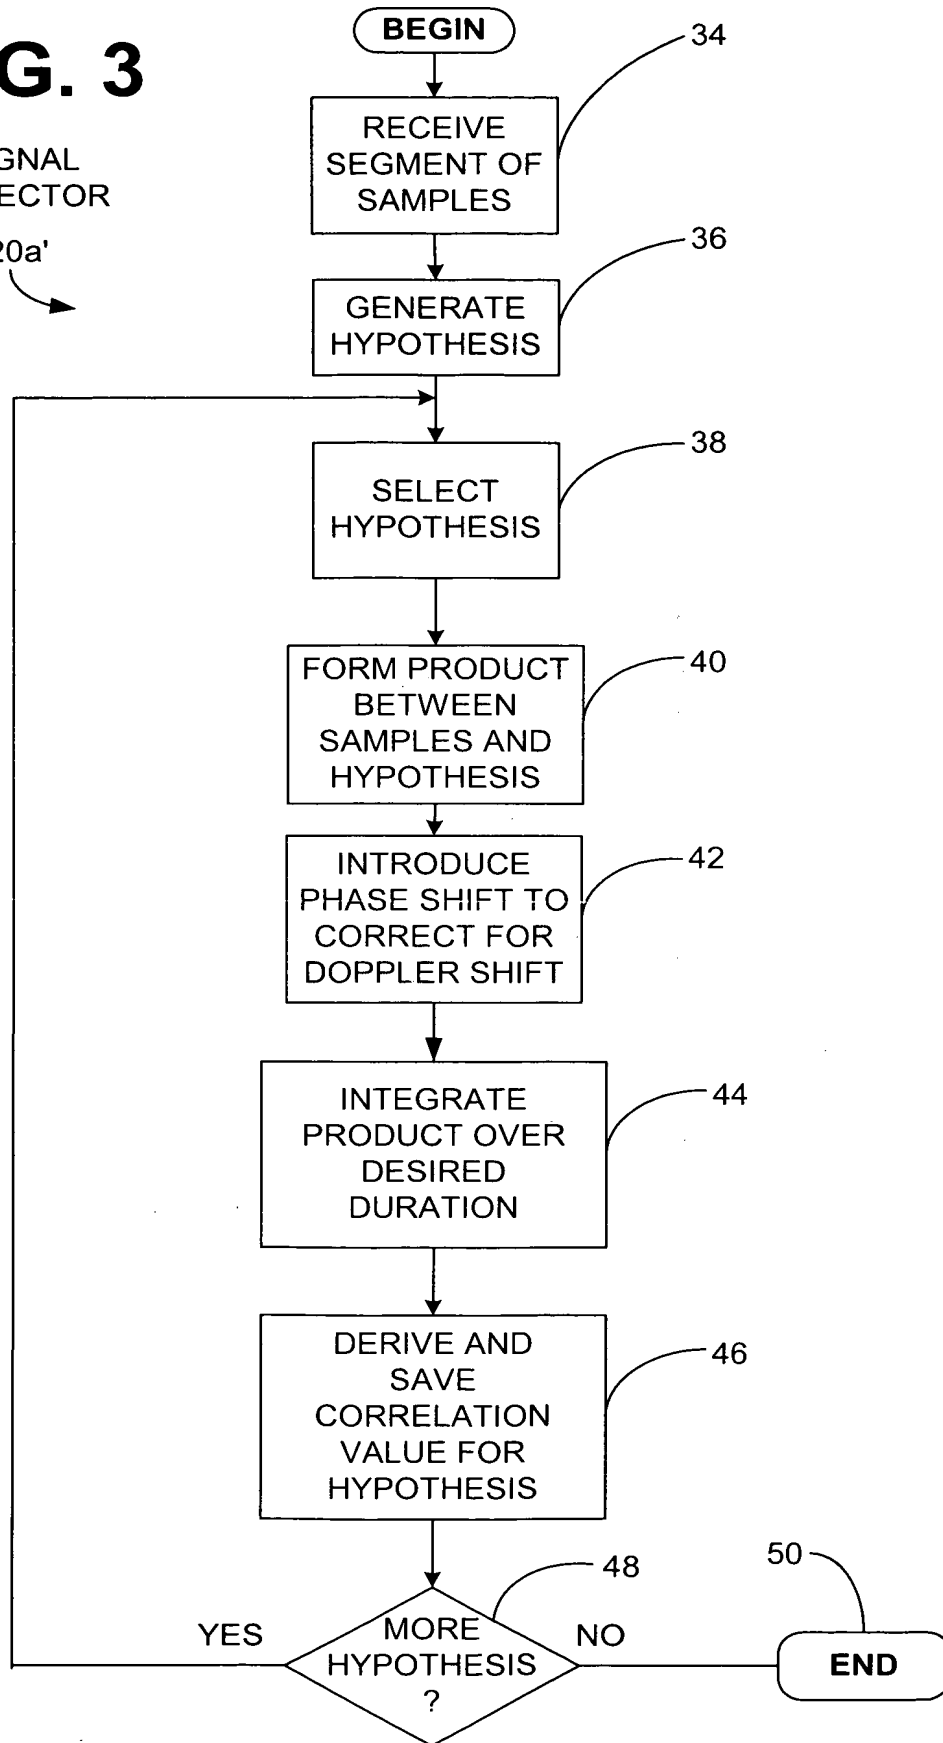 BEGIN
34
G. 3
RECEIVE
SEGMENT OF
SAMPLES
GNAL
ECTOR
20a'
36
GENERATE
HYPOTHESIS
38
SELECT
HYPOTHESIS
40
FORM PRODUCT
BETWEEN
SAMPLES AND
HYPOTHESIS
42
INTRODUCE
PHASE SHIFT TO
CORRECT FOR
DOPPLER SHIFT
44
INTEGRATE
PRODUCT OVER
DESIRED
DURATION
46
DERIVE AND
SAVE
CORRELATION
VALUE FOR
HYPOTHESIS
48
50
YES
MORE
HYPOTHESIS
?
NO
END